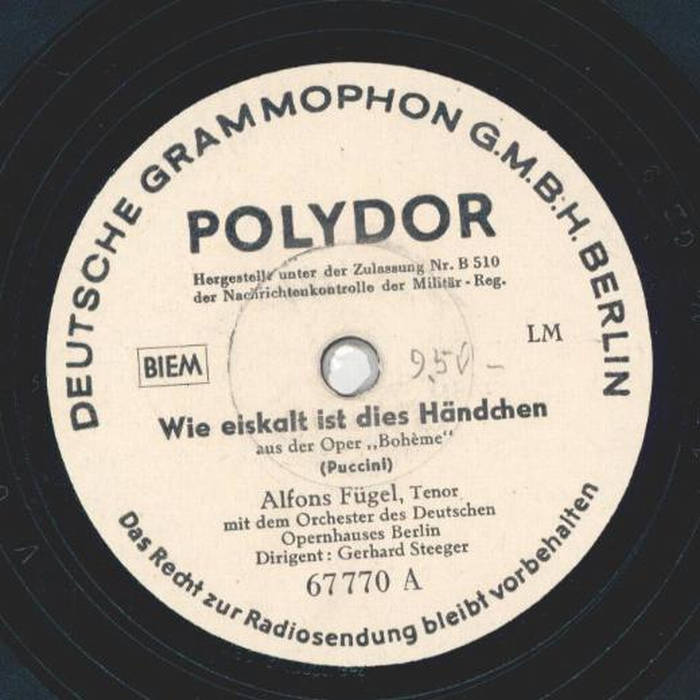 DEUTSCHE GRAMMOPHON G.M.B.H. BERLIN
POLYDOR
Hergestellt unter der Zulassung Nr. B 510
der Nachrichtenkontrolle der Militär-Reg.
LM
BIEM
9,50 –
Wie eiskalt ist dies Händchen
aus der Oper „Bohème“
(Puccini)
Alfons Fügel, Tenor
mit dem Orchester des Deutschen
Opernhauses Berlin
Dirigent: Gerhard Steeger
67770 A
Das Recht zur Radiosendung bleibt vorbehalten